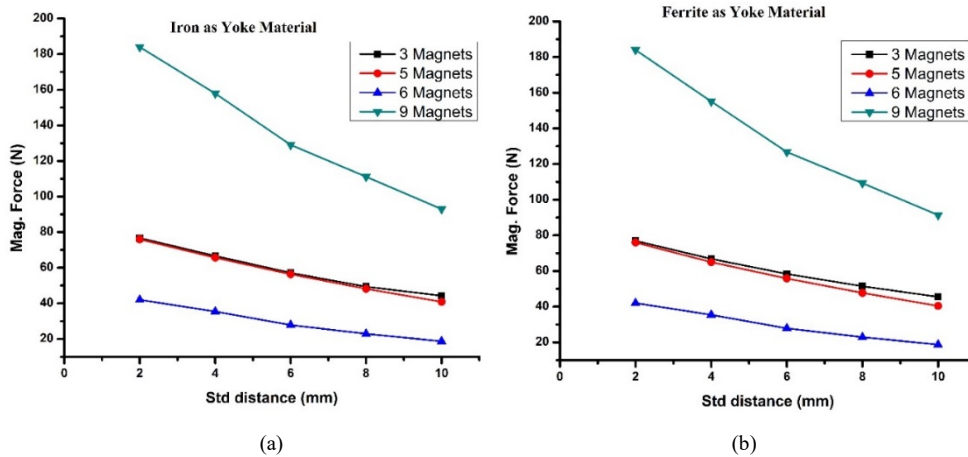 Iron as Yoke Material
3 Magnets
5 Magnets
6 Magnets
9 Magnets
Mag. Force (N)
200
180
160
140
120
100
80
60
40
20
0 2 4 6 8 10
Std distance (mm)
(a)
Ferrite as Yoke Material
3 Magnets
5 Magnets
6 Magnets
9 Magnets
Mag. Force (N)
200
180
160
140
120
100
80
60
40
20
0 2 4 6 8 10
Std distance (mm)
(b)